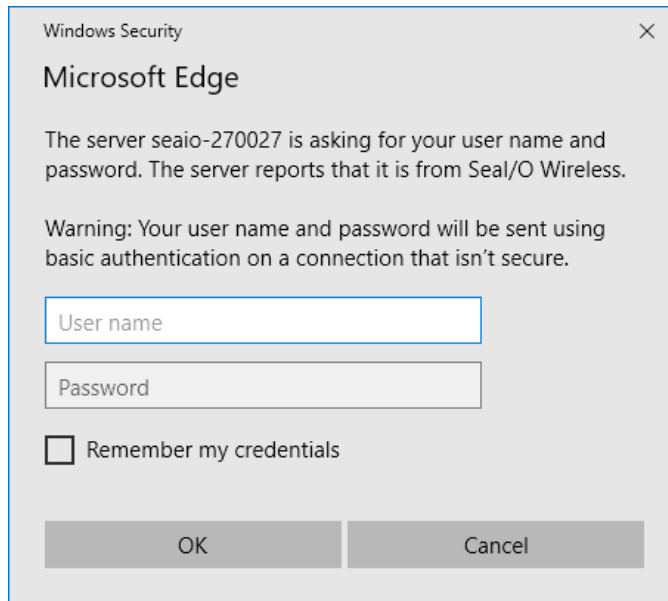 Windows Security
Microsoft Edge
The server seaio-270027 is asking for your user name and
password. The server reports that it is from SeaI/O Wireless.
Warning: Your user name and password will be sent using
basic authentication on a connection that isn’t secure.
User name
Password
Remember my credentials
OK
Cancel